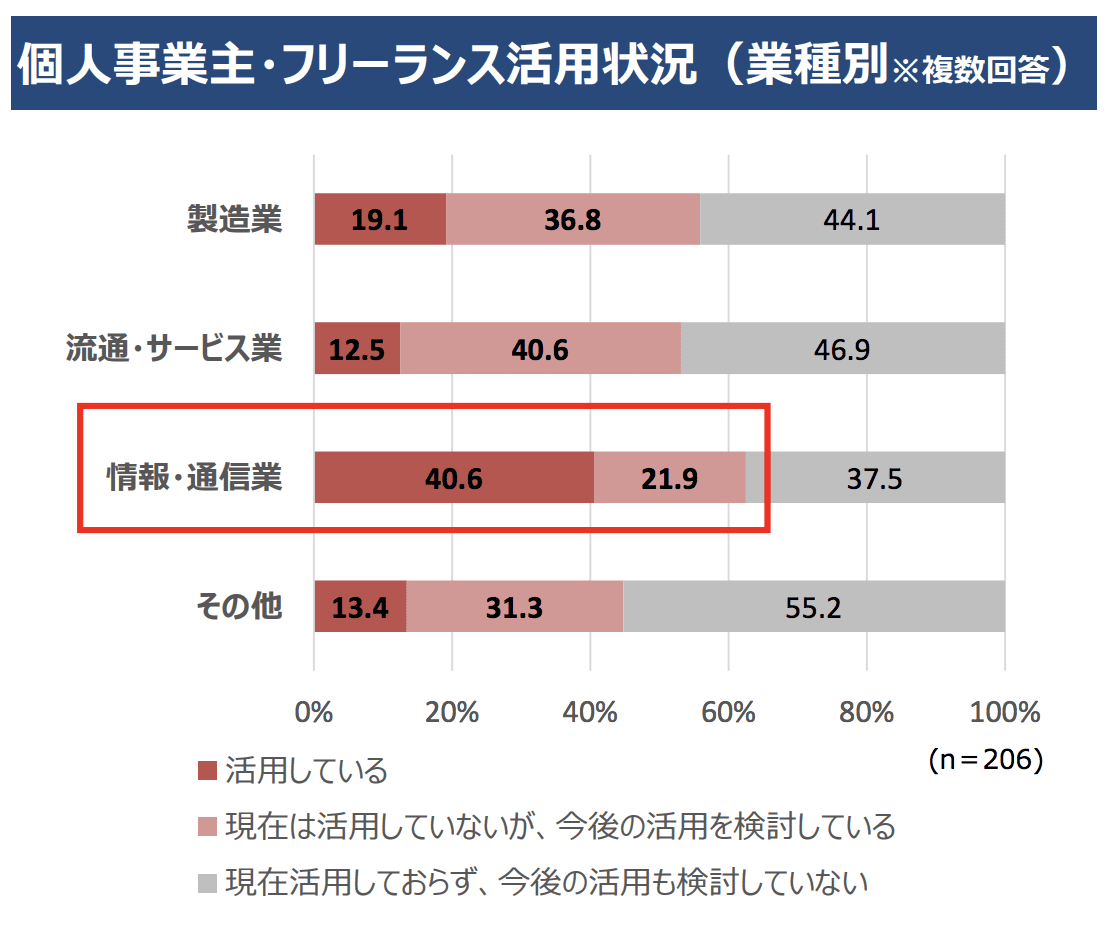 個人事業主・フリーランス活用状況（業種別※複数回答）
製造業 19.1 36.8 44.1
流通・サービス業 12.5 40.6 46.9
情報・通信業 40.6 21.9 37.5
その他 13.4 31.3 55.2
0% 20% 40% 60% 80% 100%
(n＝206)
活用している
現在は活用していないが、今後の活用を検討している
現在活用しておらず、今後の活用も検討していない